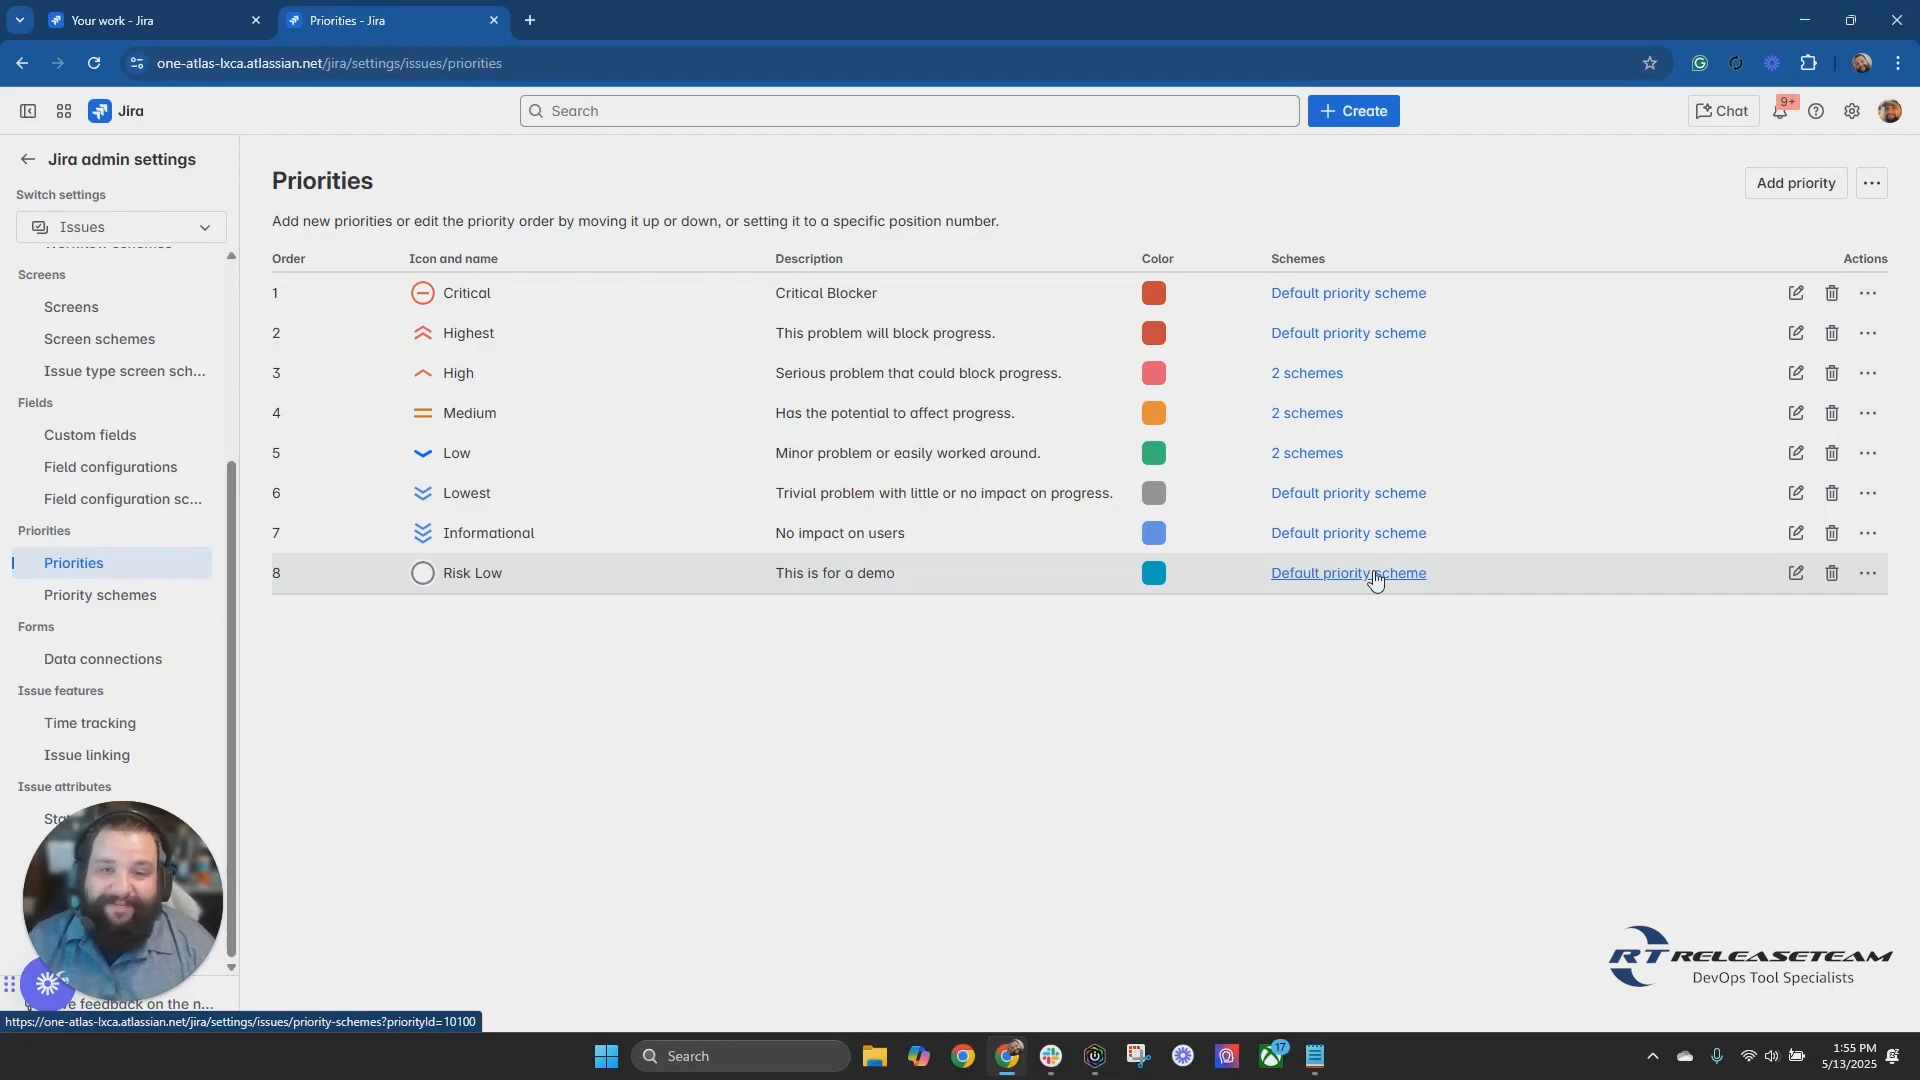 Your work - Jira
Priorities - Jira
one-atlas-lxca.atlassian.net/jira/settings/issues/priorities
Jira
Search
Create
Chat
9+
Jira admin settings
Switch settings
Issues
Screens
Screens
Screen schemes
Issue type screen sch...
Fields
Custom fields
Field configurations
Field configuration sc...
Priorities
Priorities
Priority schemes
Forms
Data connections
Issue features
Time tracking
Issue linking
Issue attributes
Priorities
Add priority
Add new priorities or edit the priority order by moving it up or down, or setting it to a specific position number.
Order Icon and name Description Color Schemes Actions
1 Critical Critical Blocker Default priority scheme
2 Highest This problem will block progress. Default priority scheme
3 High Serious problem that could block progress. 2 schemes
4 Medium Has the potential to affect progress. 2 schemes
5 Low Minor problem or easily worked around. 2 schemes
6 Lowest Trivial problem with little or no impact on progress. Default priority scheme
7 Informational No impact on users Default priority scheme
8 Risk Low This is for a demo Default priority scheme
RT RELEASETEAM
DevOps Tool Specialists
feedback on the n...
https://one-atlas-lxca.atlassian.net/jira/settings/issues/priority-schemes?priorityId=10100
Search
17
1:55 PM
5/13/2025